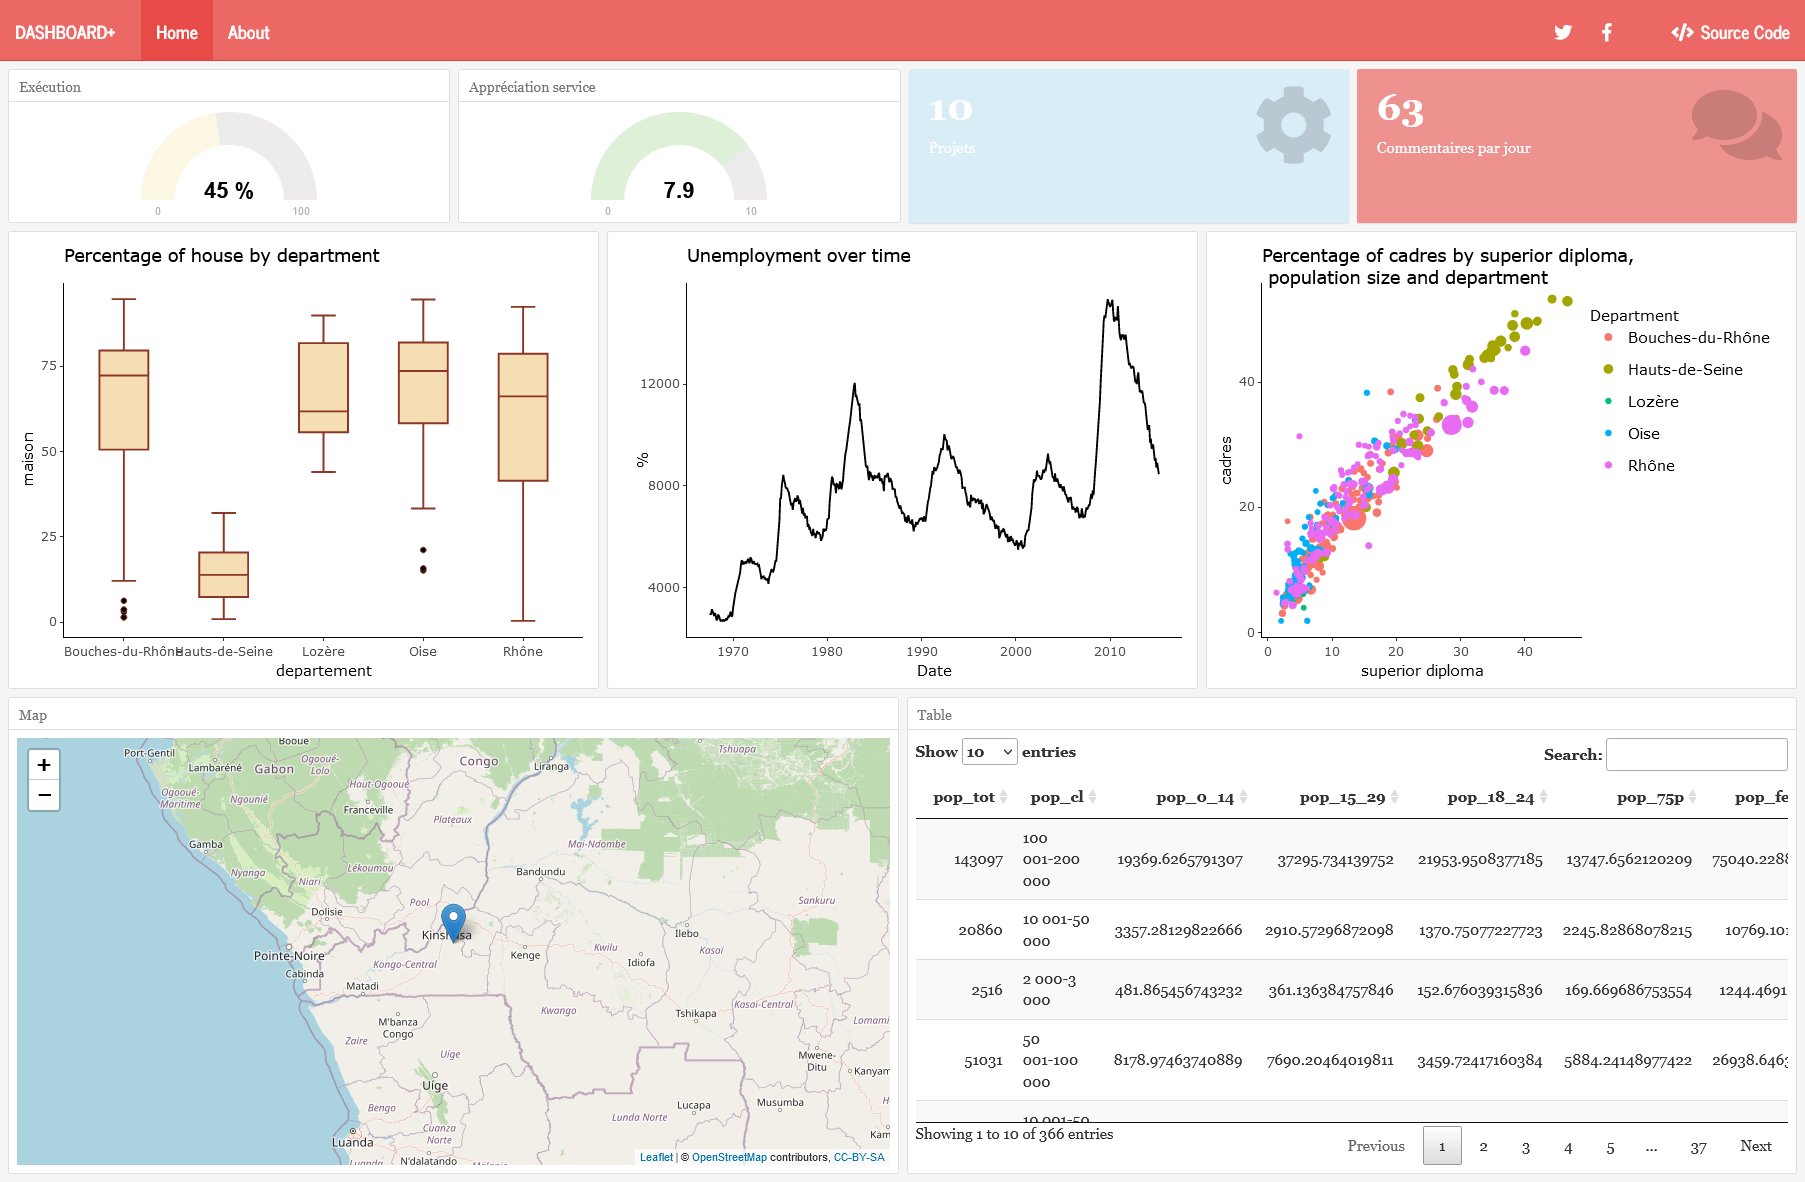 DASHBOARD+ Home About Source Code
Exécution
45 %
0 100
Appréciation service
7.9
0 10
10
Projets
63
Commentaires par jour
Percentage of house by department
maison
75
50
25
0
Bouches-du-Rhône Hauts-de-Seine Lozère Oise Rhône
departement
Unemployment over time
%
12000
8000
4000
1970 1980 1990 2000 2010
Date
Percentage of cadres by superior diploma,
population size and department
cadres
40
20
0
0 10 20 30 40
superior diploma
Department
Bouches-du-Rhône
Hauts-de-Seine
Lozère
Oise
Rhône
Map
+
−
Booue
Port-Gentil
Lambaréné
Gabon
Ogooué-
Lolo
Congo
Liranga
Tshuapa
Ogooué-
Maritime
Ngounié
Haut-Ogooué
Franceville
Plateaux
Gamba
Mai-Ndombe
Nyanga
Niari
Lékoumou
Bandundu
Dolisie
Pool
Sankuru
Pointe-Noire
Cabinda
Kongo-Central
Kenge
Kwilu
Ilebo
Kasaï
Idiofa
Matadi
M'banza
Congo
Kwango
Tshikapa
Kasaï-Central
Lomami
Zaire
Uíge
Uíge
Mwene-
Ditu
Kanyam
Bengo
Lucapa
Musumba
Lunda Norte
Cuanza
Norte
Luanda
N'dalatando
Kam
Leaflet | © OpenStreetMap contributors, CC-BY-SA
Table
Show 10 entries
Search:
pop_tot pop_cl pop_0_14 pop_15_29 pop_18_24 pop_75p pop_fe
143097 100 001-200 000 19369.6265791307 37295.734139752 21953.9508377185 13747.6562120209 75040.2288
20860 10 001-50 000 3357.28129822666 2910.57296872098 1370.75077227723 2245.82868078215 10769.101
2516 2 000-3 000 481.865456743232 361.136384757846 152.676039315836 169.669686753554 1244.4691
51031 50 001-100 000 8178.97463740889 7690.20464019811 3459.72417160384 5884.24148977422 26938.6463
10 001-50
Showing 1 to 10 of 366 entries
Previous 1 2 3 4 5 ... 37 Next